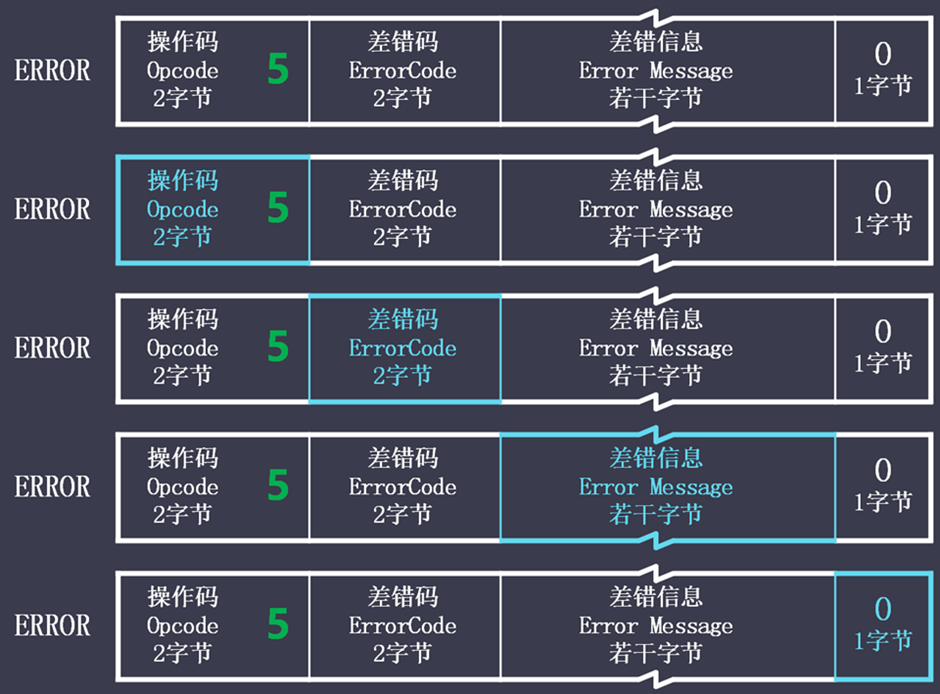 ERROR
操作码
Opcode
2字节
5
差错码
ErrorCode
2字节
差错信息
Error Message
若干字节
0
1字节
ERROR
操作码
Opcode
2字节
5
差错码
ErrorCode
2字节
差错信息
Error Message
若干字节
0
1字节
ERROR
操作码
Opcode
2字节
5
差错码
ErrorCode
2字节
差错信息
Error Message
若干字节
0
1字节
ERROR
操作码
Opcode
2字节
5
差错码
ErrorCode
2字节
差错信息
Error Message
若干字节
0
1字节
ERROR
操作码
Opcode
2字节
5
差错码
ErrorCode
2字节
差错信息
Error Message
若干字节
0
1字节